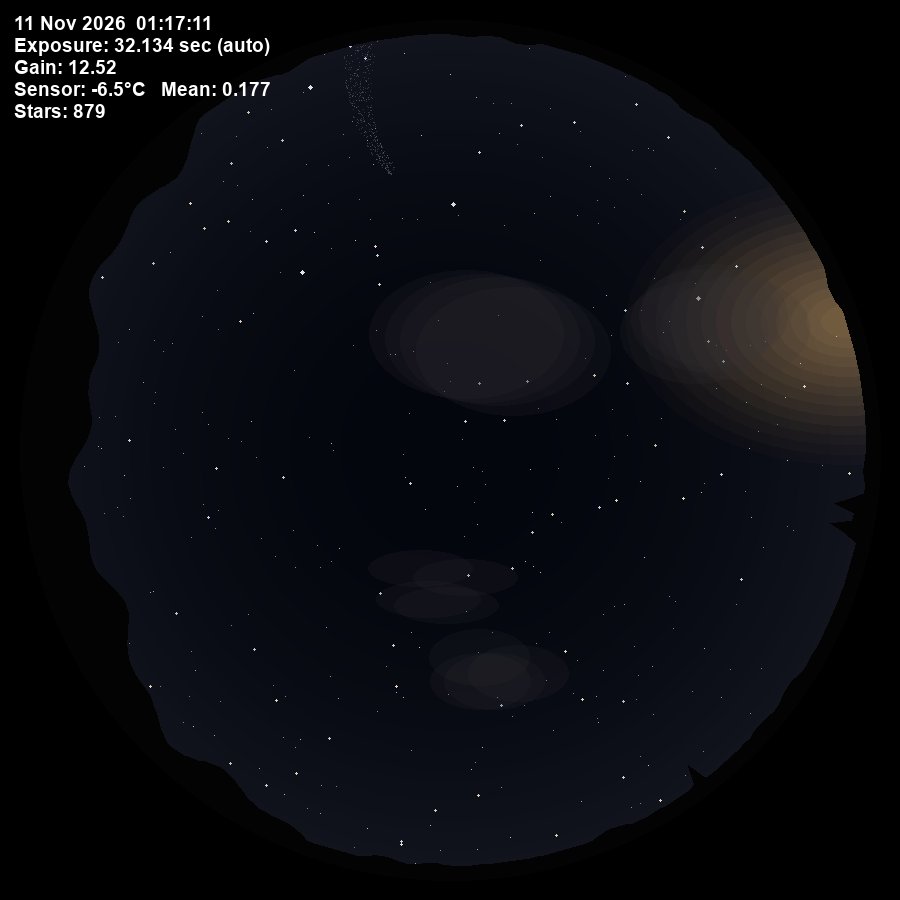 11 Nov 2026  01:17:11
Exposure: 32.134 sec (auto)
Gain: 12.52
Sensor: -6.5°C   Mean: 0.177
Stars: 879